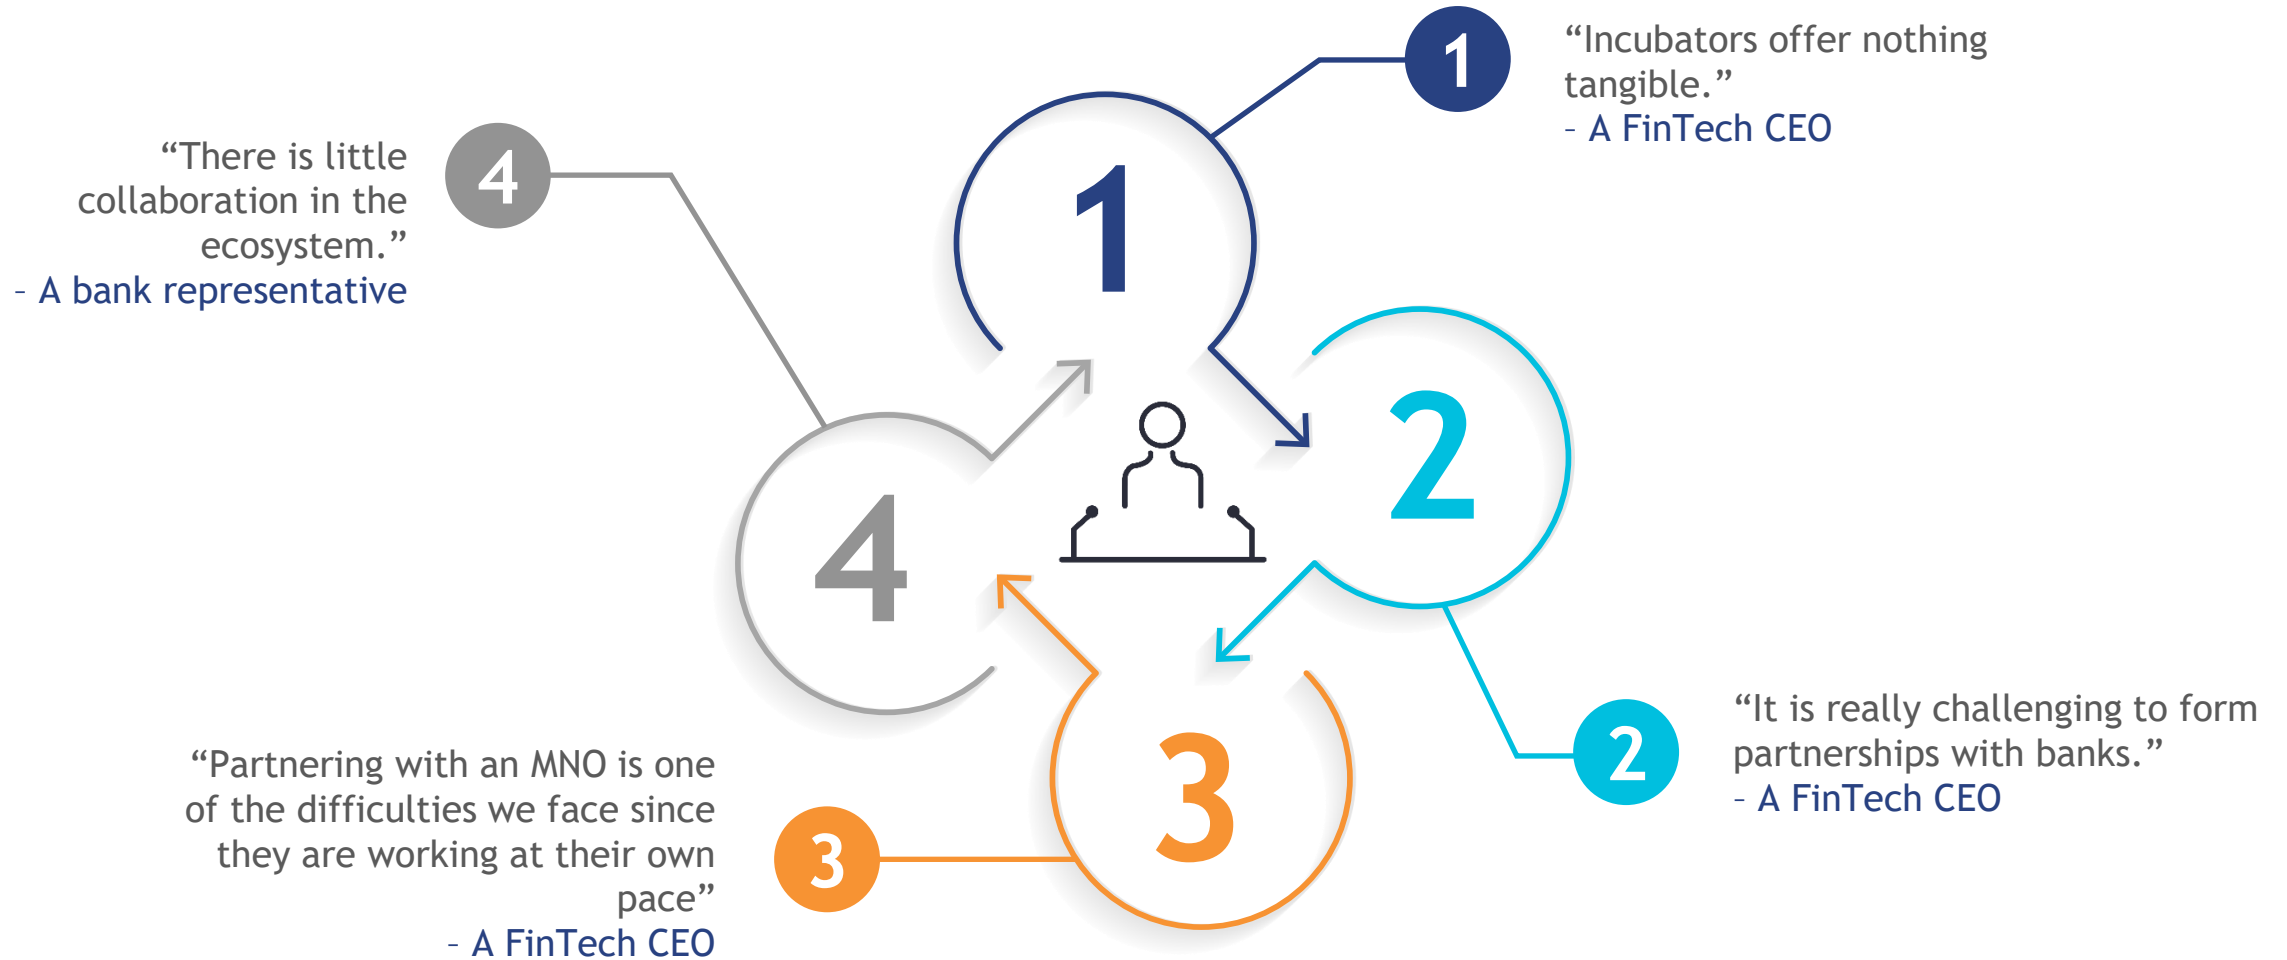 1
“Incubators offer nothing
tangible.”
– A FinTech CEO
“There is little
collaboration in the
ecosystem.”
– A bank representative
4
1
2
4
3
2
“It is really challenging to form
partnerships with banks.”
– A FinTech CEO
“Partnering with an MNO is one
of the difficulties we face since
they are working at their own
pace”
– A FinTech CEO
3